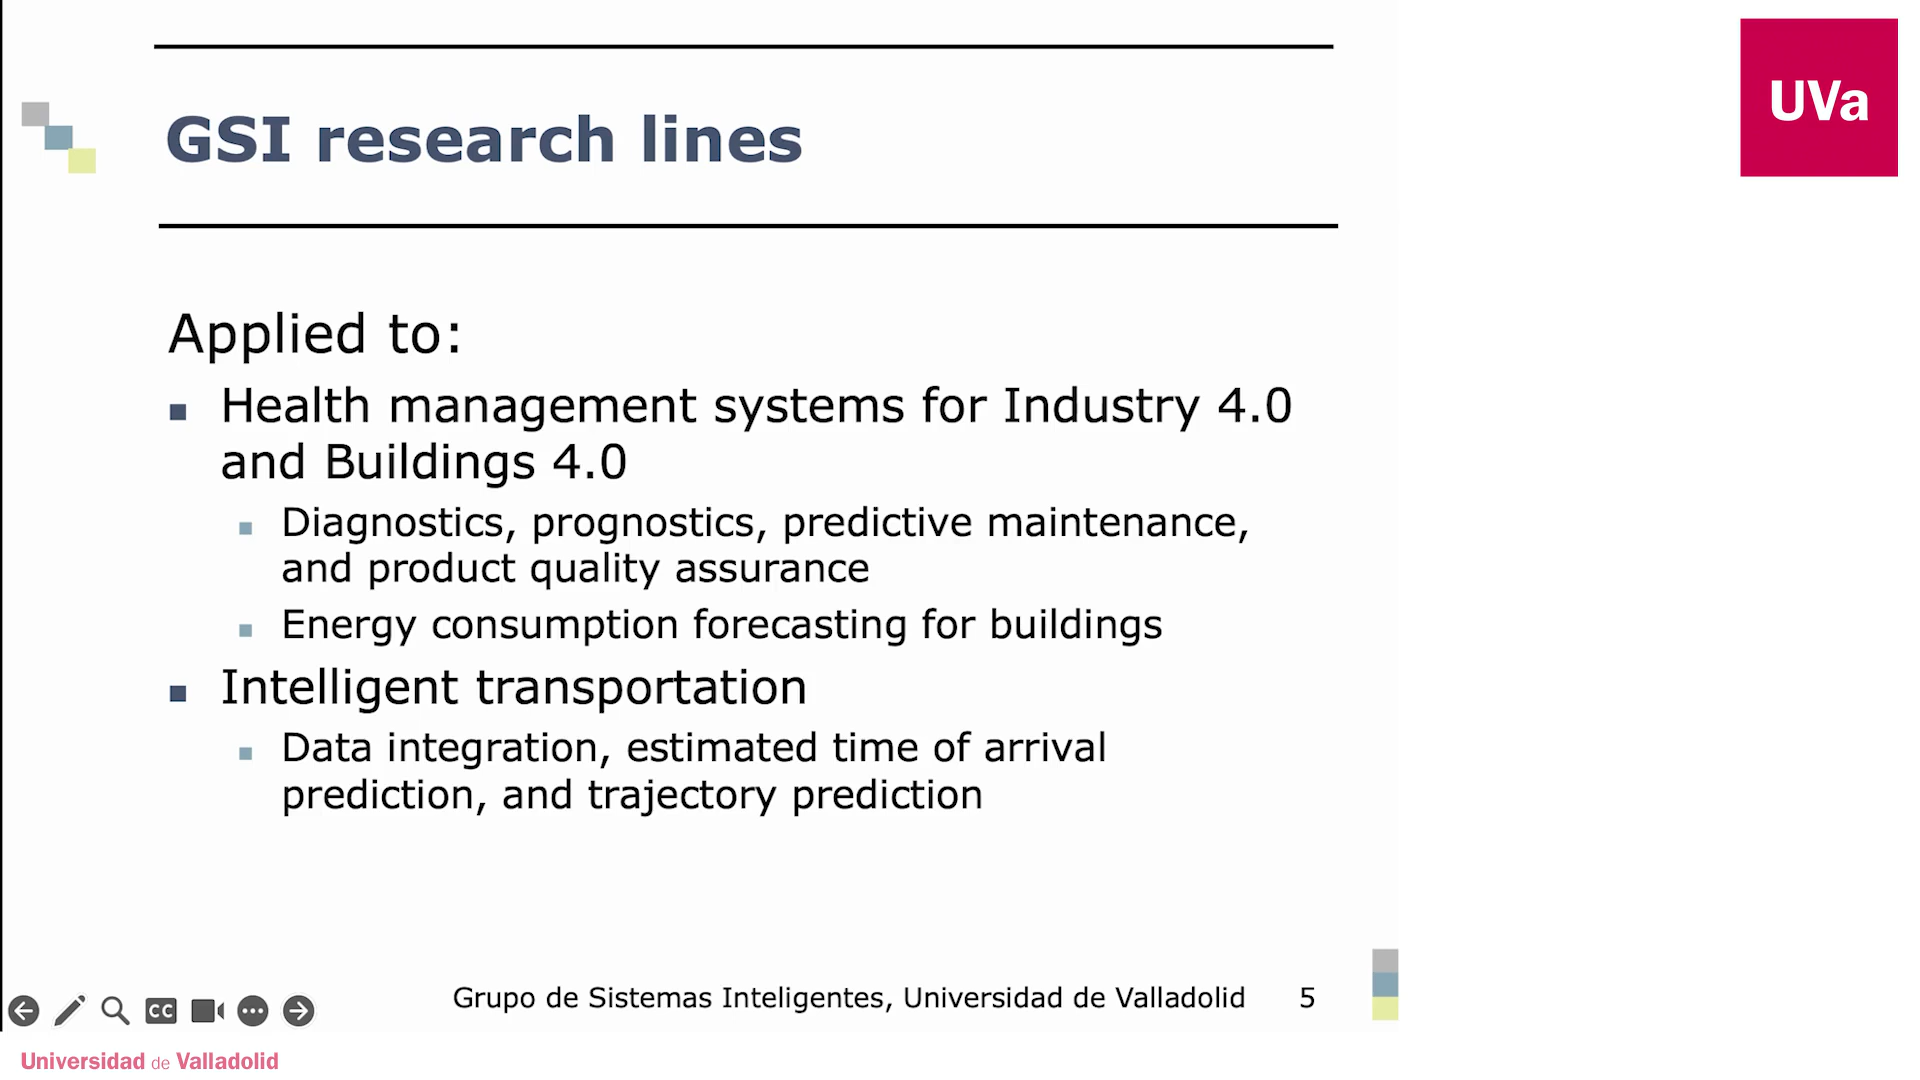 UVa
GSI research lines
Applied to:
Health management systems for Industry 4.0
and Buildings 4.0
Diagnostics, prognostics, predictive maintenance,
and product quality assurance
Energy consumption forecasting for buildings
Intelligent transportation
Data integration, estimated time of arrival
prediction, and trajectory prediction
Grupo de Sistemas Inteligentes, Universidad de Valladolid 5
CC
Universidad de Valladolid